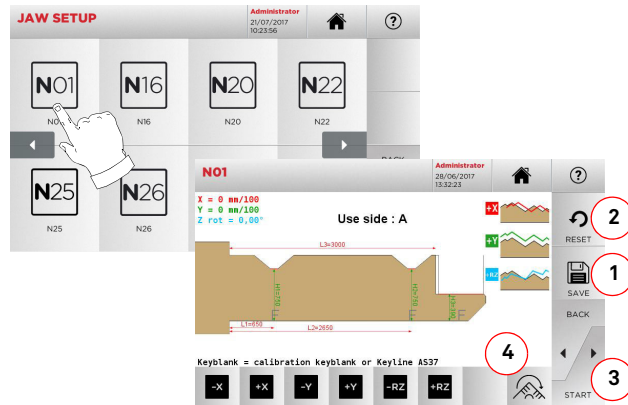 JAW SETUP
Administrator
21/07/2017
10:23:56
?
N01
N16
N20
N22
N16
N20
N22
N25
N26
N25
N26
N01
Administrator
28/06/2017
13:32:23
?
X = 0 mm/100
Y = 0 mm/100
Z rot = 0,00°
Use side : A
+X
+Y
+RZ
L3=3000
H1=750
H2=750
L1=650
L2=2650
RESET
2
SAVE
1
BACK
START
3
4
Keyblank = calibration keyblank or Keyline AS37
-X
+X
-Y
+Y
-RZ
+RZ